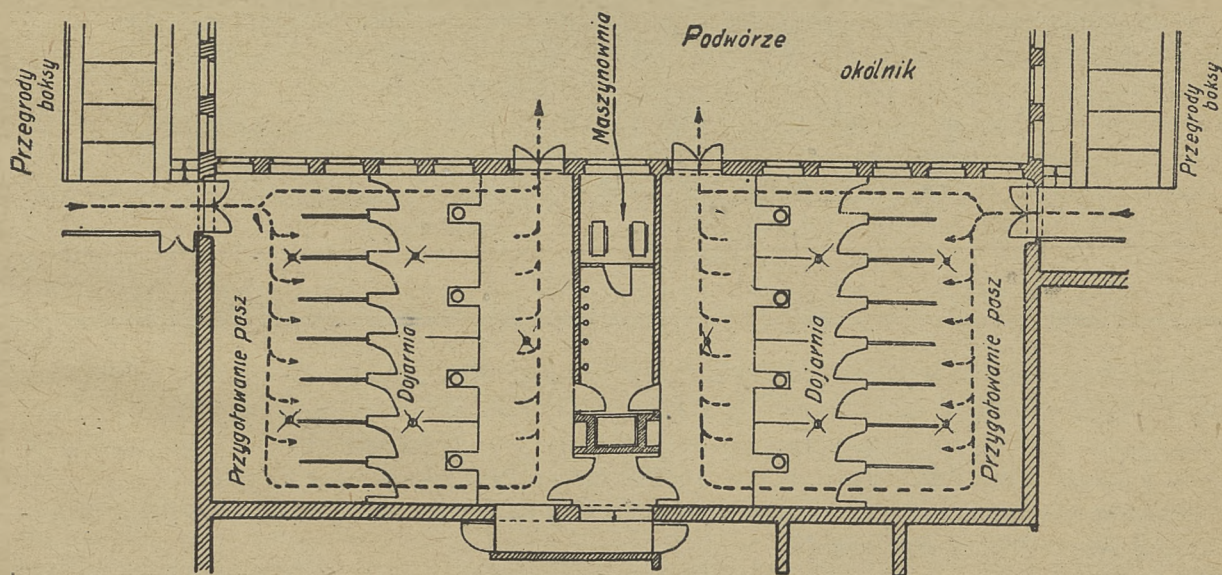 Przegrody
boksy
Maszynownia
Podwórze
okólnik
Przegrody
boksy
Przygotowanie pasz
Dojarnia
Dojarnia
Przygotowanie pasz